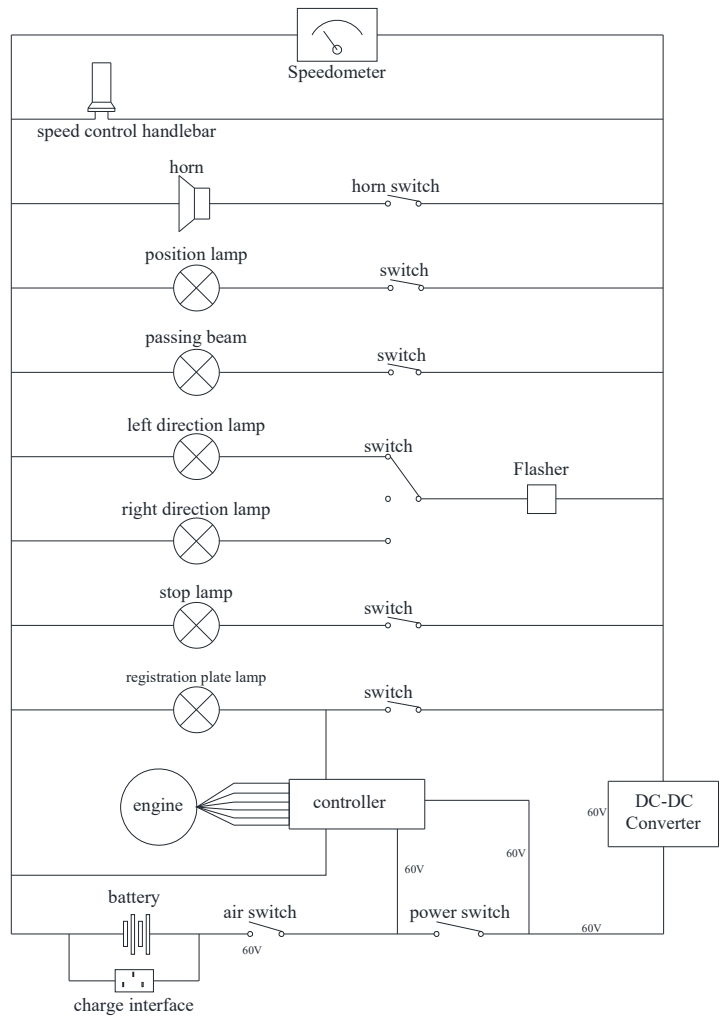 Speedometer
speed control handlebar
horn
horn switch
position lamp
switch
passing beam
switch
left direction lamp
switch
Flasher
right direction lamp
stop lamp
switch
registration plate lamp
switch
engine
controller
60V
DC-DC
Converter
60V
60V
battery
air switch
power switch
60V
60V
charge interface